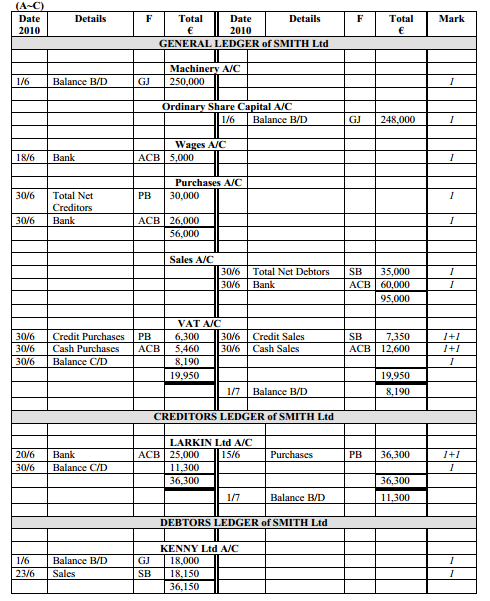 (A~C)
Date 2010 Details F Total € Date 2010 Details F Total € Mark
GENERAL LEDGER of SMITH Ltd
Machinery A/C
1/6 Balance B/D GJ 250,000 1
Ordinary Share Capital A/C
1/6 Balance B/D GJ 248,000 1
Wages A/C
18/6 Bank ACB 5,000 1
Purchases A/C
30/6 Total Net Creditors PB 30,000 1
30/6 Bank ACB 26,000 1
56,000
Sales A/C
30/6 Total Net Debtors SB 35,000 1
30/6 Bank ACB 60,000 1
95,000
VAT A/C
30/6 Credit Purchases PB 6,300 30/6 Credit Sales SB 7,350 1+1
30/6 Cash Purchases ACB 5,460 30/6 Cash Sales ACB 12,600 1+1
30/6 Balance C/D 8,190 1
19,950 19,950
1/7 Balance B/D 8,190
CREDITORS LEDGER of SMITH Ltd
LARKIN Ltd A/C
20/6 Bank ACB 25,000 15/6 Purchases PB 36,300 1+1
30/6 Balance C/D 11,300 1
36,300 36,300
1/7 Balance B/D 11,300
DEBTORS LEDGER of SMITH Ltd
KENNY Ltd A/C
1/6 Balance B/D GJ 18,000 1
23/6 Sales SB 18,150 1
36,150